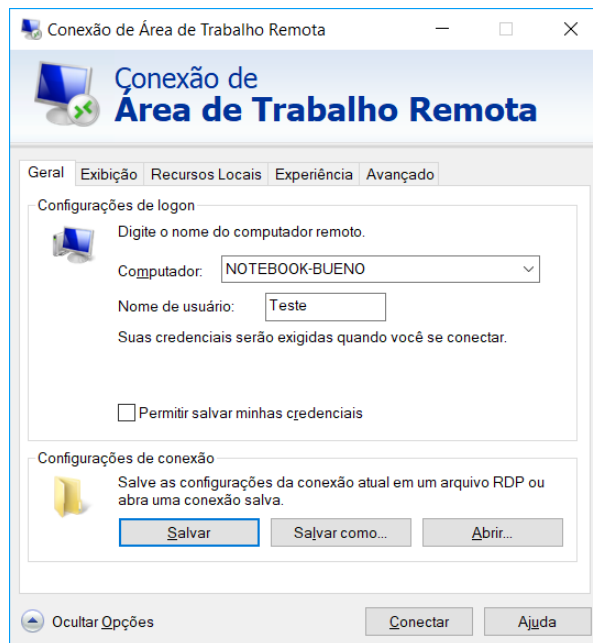 Conexão de Área de Trabalho Remota
Conexão de
Área de Trabalho Remota
Geral Exibição Recursos Locais Experiência Avançado
Configurações de logon
Digite o nome do computador remoto.
Computador: NOTEBOOK-BUENO
Nome de usuário: Teste
Suas credenciais serão exigidas quando você se conectar.
Permitir salvar minhas credenciais
Configurações de conexão
Salve as configurações da conexão atual em um arquivo RDP ou
abra uma conexão salva.
Salvar Salvar como... Abrir...
Ocultar Opções Conectar Ajuda